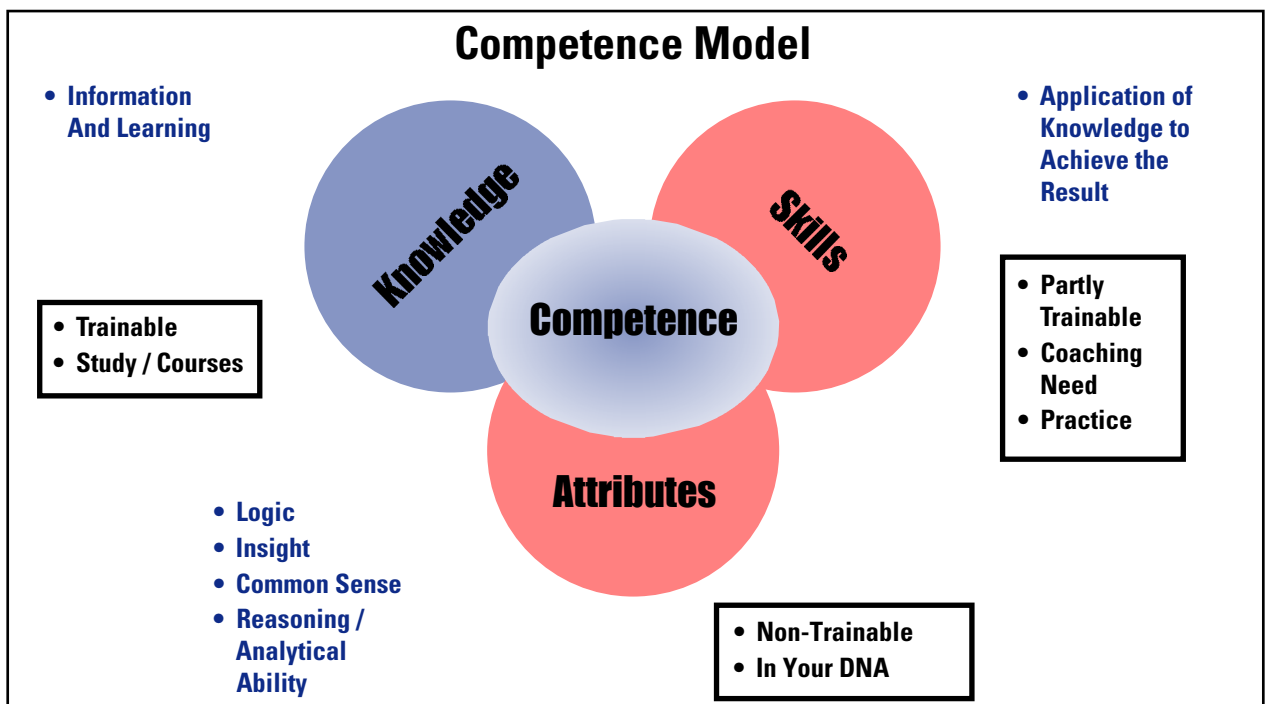 Competence Model
• Information
And Learning
• Application of
Knowledge to
Achieve the
Result
Knowledge
Skills
Competence
• Trainable
• Study / Courses
• Partly
Trainable
• Coaching
Need
• Practice
Attributes
• Logic
• Insight
• Common Sense
• Reasoning /
Analytical
Ability
• Non-Trainable
• In Your DNA